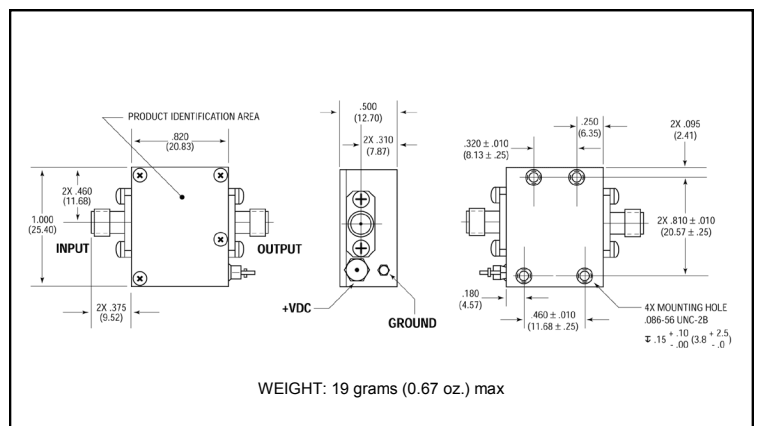 PRODUCT IDENTIFICATION AREA
.820
(20.83)
2X .460
(11.68)
1.000
(25.40)
INPUT
OUTPUT
2X .375
(9.52)
.500
(12.70)
2X .310
(7.87)
+VDC
GROUND
.250
(6.35)
2X .095
(2.41)
.320 ± .010
(8.13 ± .25)
2X .810 ± .010
(20.57 ± .25)
.180
(4.57)
.460 ± .010
(11.68 ± .25)
4X MOUNTING HOLE
.086-56 UNC-2B
↧ .15 + .10 - .00 (3.8 + 2.5 - .0)
WEIGHT: 19 grams (0.67 oz.) max